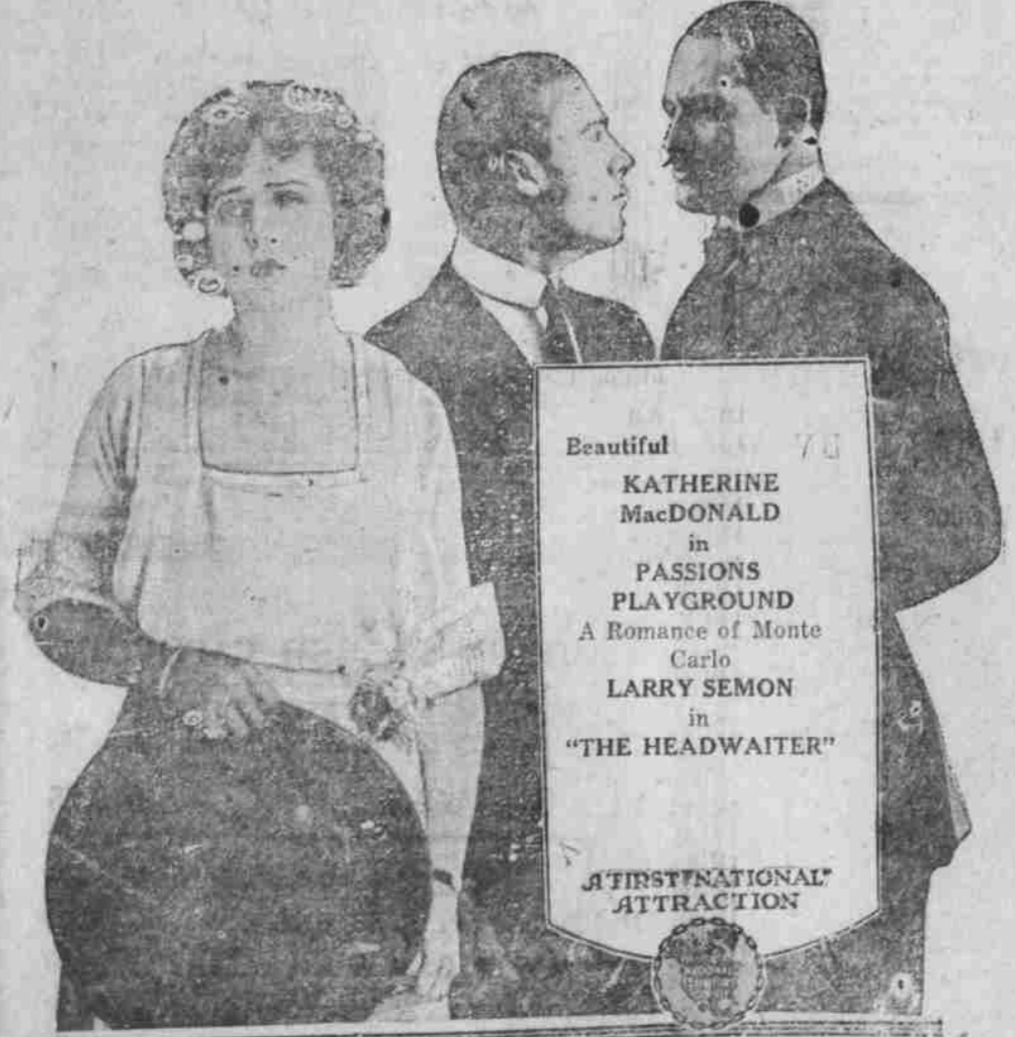 Beautiful
KATHERINE
MacDONALD
in
PASSIONS
PLAYGROUND
A Romance of Monte
Carlo
LARRY SEMON
in
“THE HEADWAITER”
A "FIRST NATIONAL"
ATTRACTION